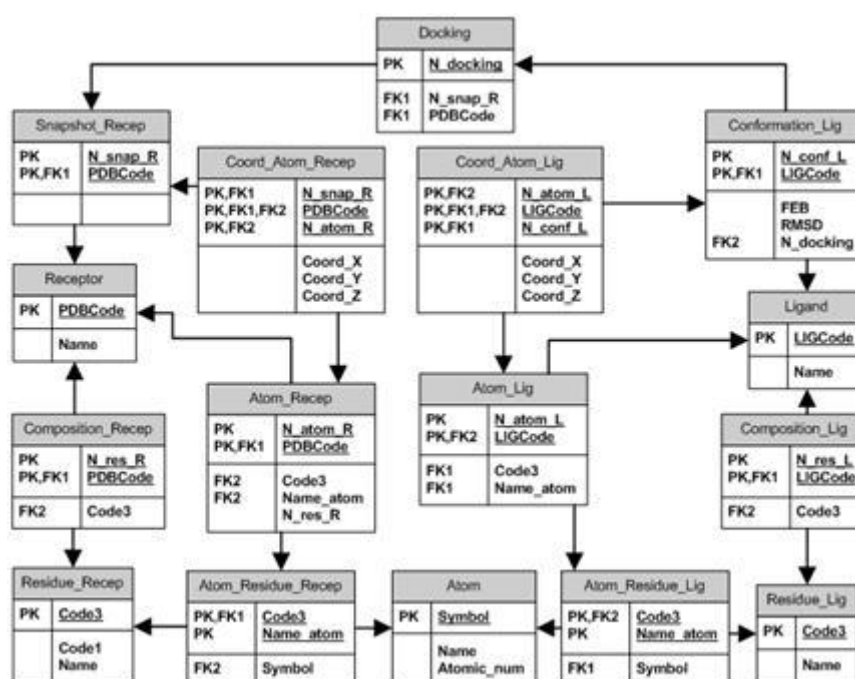 Docking
PK N_docking
FK1 N_snap_R
FK1 PDBCode
Snapshot_Recep
PK N_snap_R
PK,FK1 PDBCode
Coord_Atom_Recep
PK,FK1 N_snap_R
PK,FK1,FK2 PDBCode
PK,FK2 N_atom_R
Coord_X
Coord_Y
Coord_Z
Coord_Atom_Lig
PK,FK2 N_atom_L
PK,FK1,FK2 LIGCode
PK,FK1 N_conf_L
Coord_X
Coord_Y
Coord_Z
Conformation_Lig
PK N_conf_L
PK,FK1 LIGCode
FEB
RMSD
FK2 N_docking
Receptor
PK PDBCode
Name
Ligand
PK LIGCode
Name
Atom_Recep
PK N_atom_R
PK,FK1 PDBCode
FK2 Code3
FK2 Name_atom
N_res_R
Atom_Lig
PK N_atom_L
PK,FK2 LIGCode
FK1 Code3
FK1 Name_atom
Composition_Recep
PK N_res_R
PK,FK1 PDBCode
FK2 Code3
Composition_Lig
PK N_res_L
PK,FK1 LIGCode
FK2 Code3
Residue_Recep
PK Code3
Code1
Name
Atom_Residue_Recep
PK,FK1 Code3
PK Name_atom
FK2 Symbol
Atom
PK Symbol
Name
Atomic_num
Atom_Residue_Lig
PK,FK2 Code3
PK Name_atom
FK1 Symbol
Residue_Lig
PK Code3
Name